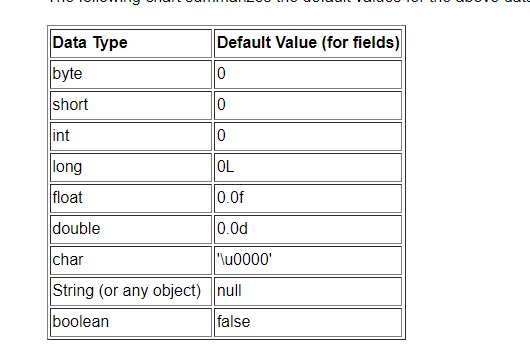 The following chart summarizes the default values for the above data
Data Type Default Value (for fields)
byte 0
short 0
int 0
long 0L
float 0.0f
double 0.0d
char '\u0000'
String (or any object) null
boolean false